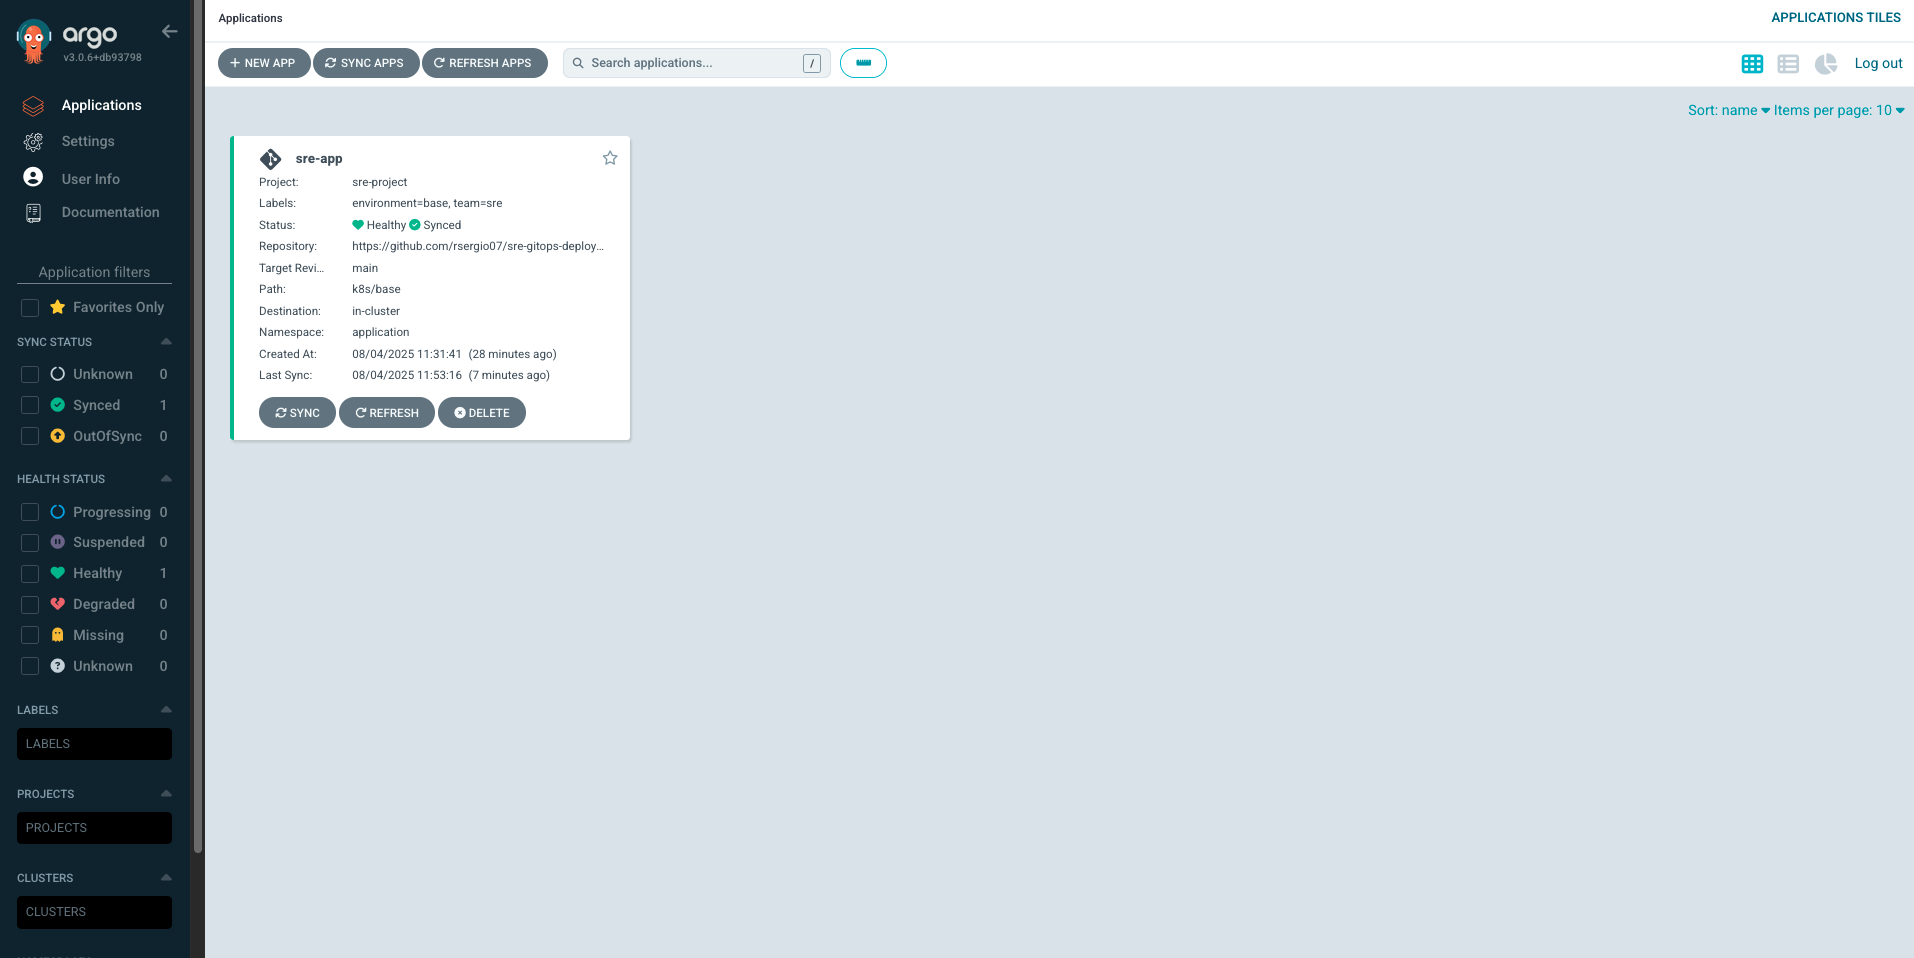 argo
v3.0.6+db93798
Applications
Settings
User Info
Documentation
Application filters
Favorites Only
SYNC STATUS
Unknown 0
Synced 1
OutOfSync 0
HEALTH STATUS
Progressing 0
Suspended 0
Healthy 1
Degraded 0
Missing 0
Unknown 0
LABELS
LABELS
PROJECTS
PROJECTS
CLUSTERS
CLUSTERS
Applications
APPLICATIONS TILES
NEW APP SYNC APPS REFRESH APPS Search applications... / Log out
Sort: name Items per page: 10
sre-app
Project: sre-project
Labels: environment=base, team=sre
Status: Healthy Synced
Repository: https://github.com/rsergio07/sre-gitops-deploy...
Target Revi... main
Path: k8s/base
Destination: in-cluster
Namespace: application
Created At: 08/04/2025 11:31:41 (28 minutes ago)
Last Sync: 08/04/2025 11:53:16 (7 minutes ago)
SYNC REFRESH DELETE